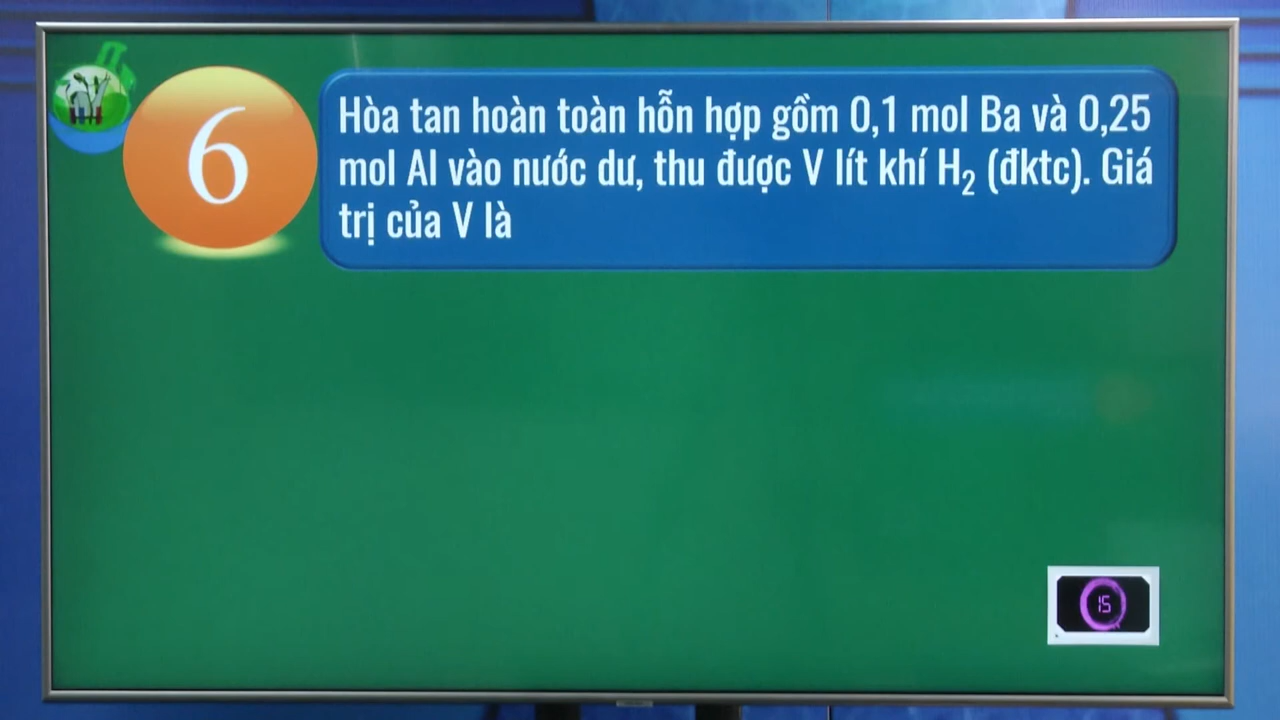 6
Hòa tan hoàn toàn hỗn hợp gồm 0,1 mol Ba và 0,25
mol Al vào nước dư, thu được V lít khí H₂ (đktc). Giá
trị của V là
15